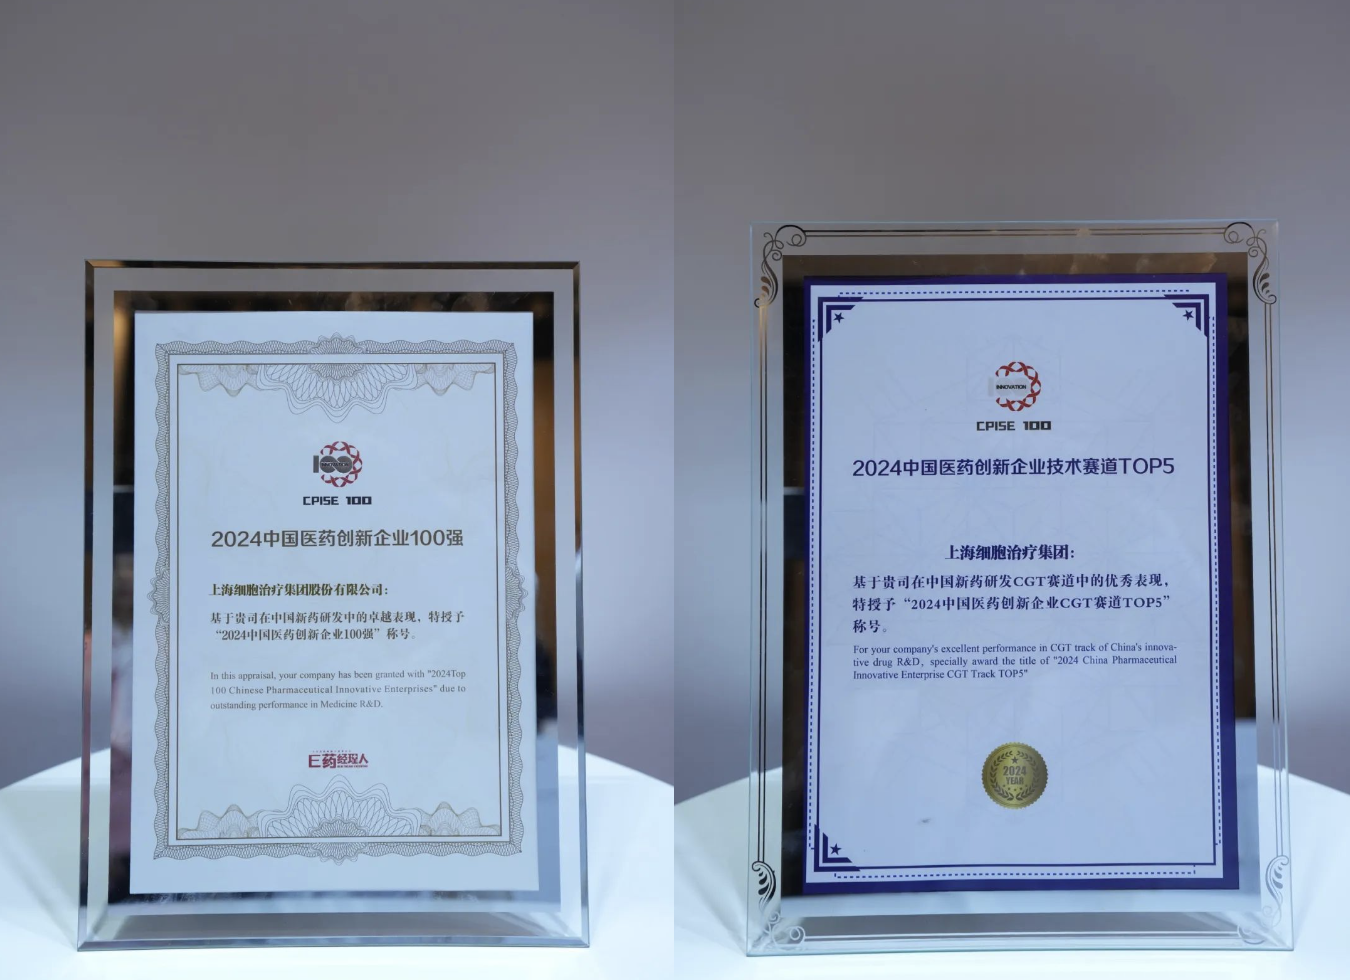 100
INNOVATION
CPISE 100
2024中国医药创新企业100强
上海细胞治疗集团股份有限公司：
基于贵司在中国新药研发中的卓越表现，特授予
“2024中国医药创新企业100强”称号。
In this appraisal, your company has been granted with "2024Top
100 Chinese Pharmaceutical Innovative Enterprises" due to
outstanding performance in Medicine R&D.
E药经理人
INNOVATION
CPISE 100
2024中国医药创新企业技术赛道TOP5
上海细胞治疗集团：
基于贵司在中国新药研发CGT赛道中的优秀表现，
特授予“2024中国医药创新企业CGT赛道TOP5”
称号。
For your company's excellent performance in CGT track of China's innova-
tive drug R&D, specially award the title of "2024 China Pharmaceutical
Innovative Enterprise CGT Track TOP5"
2024
YEAR